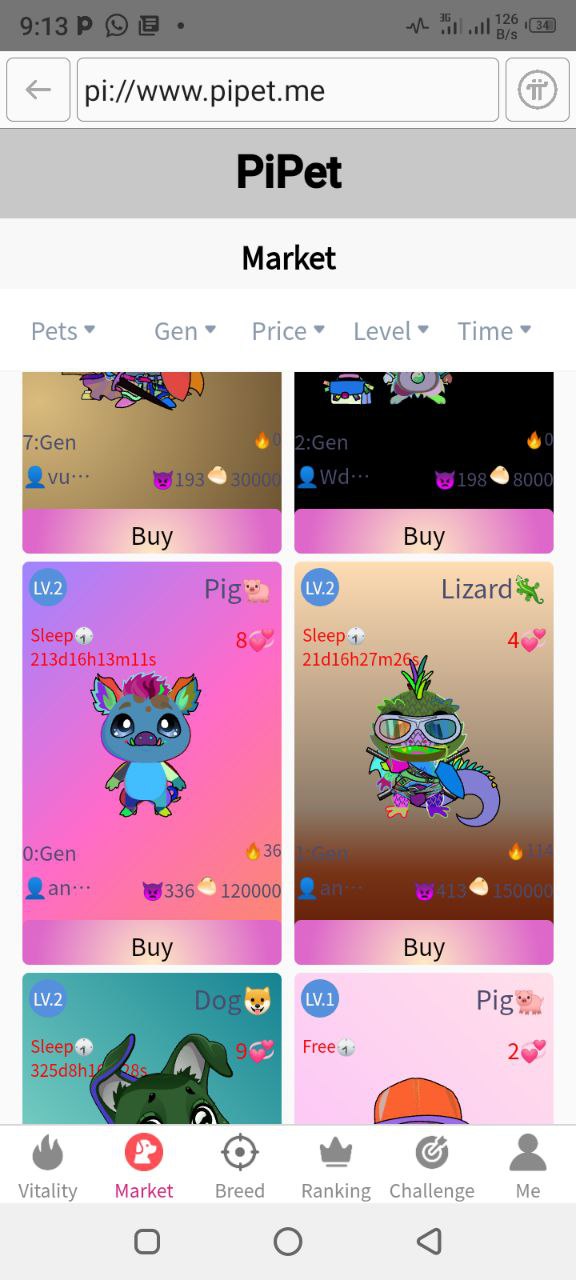 9:13
3G
126
B/s
34
pi://www.pipet.me
PiPet
Market
Pets Gen Price Level Time
7:Gen 0
vu··· 193 30000
Buy
2:Gen 0
Wd··· 198 8000
Buy
LV.2 Pig
Sleep 8
213d16h13m11s
0:Gen 36
an··· 336 120000
Buy
LV.2 Lizard
Sleep 4
21d16h27m26s
1:Gen 114
an··· 413 150000
Buy
LV.2 Dog
Sleep 9
LV.1 Pig
Free 2
Vitality Market Breed Ranking Challenge Me